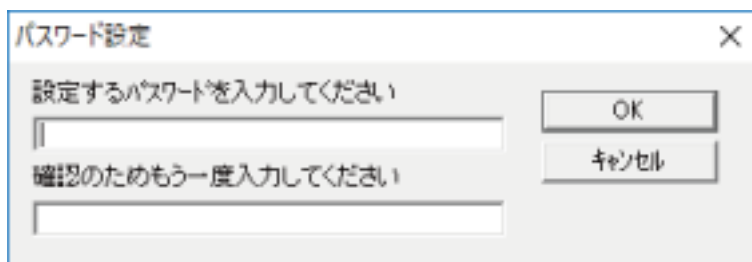 パスワード設定
設定するパスワードを入力してください
OK
確認のためもう一度入力してください
キャンセル